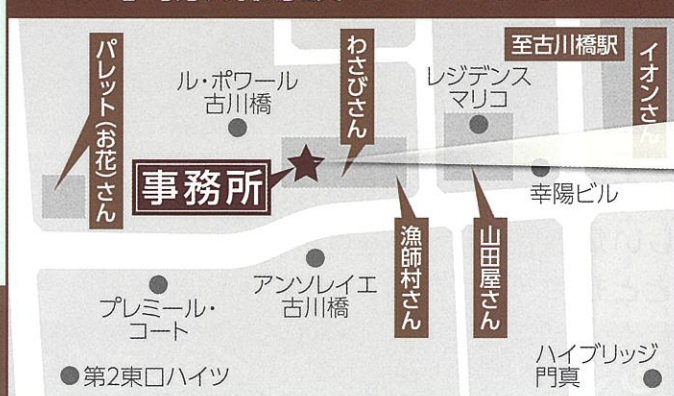 至古川橋駅
イオンさん
わさびさん
レジデンス
マリコ
ル・ポワール
古川橋
パレット(お花)さん
事務所
幸陽ビル
漁師村さん
山田屋さん
アンソレイエ
古川橋
プレミール・
コート
第2東口ハイツ
ハイブリッジ
門真